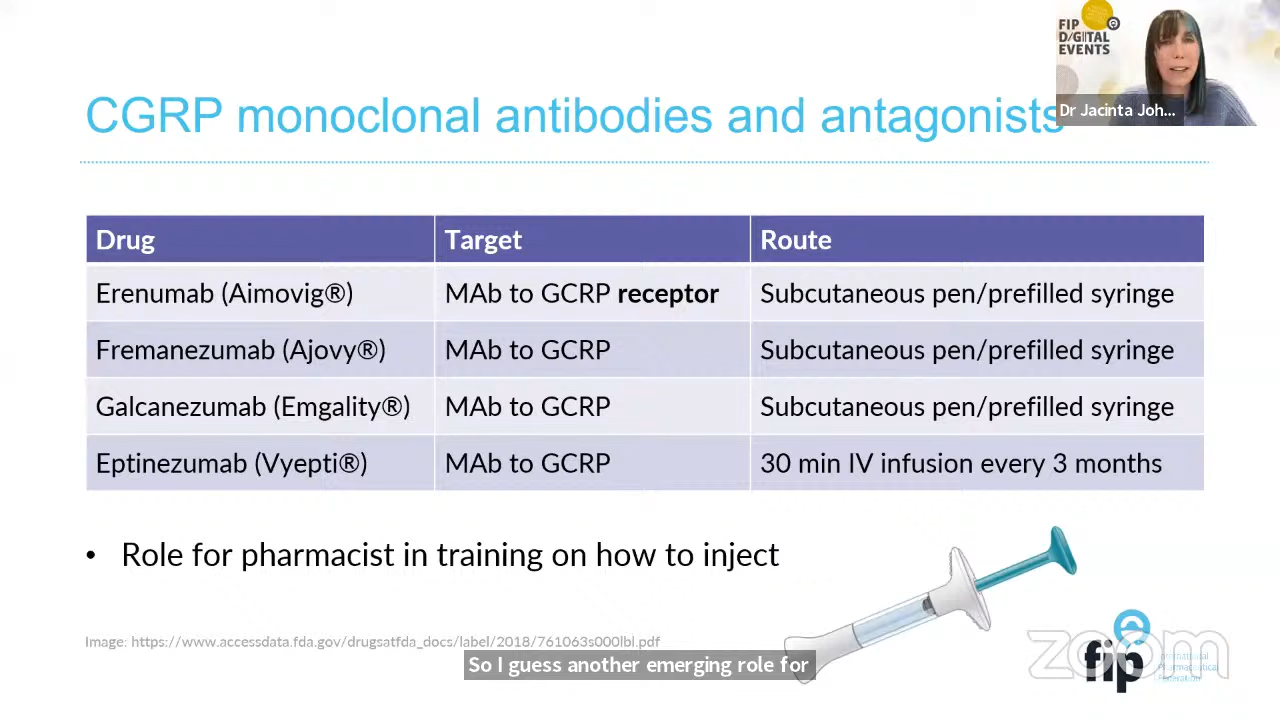 FIP
D/G/TAL
EVENTS
Dr Jacinta Joh...
CGRP monoclonal antibodies and antagonists
Drug Target Route
Erenumab (Aimovig®) MAb to GCRP receptor Subcutaneous pen/prefilled syringe
Fremanezumab (Ajovy®) MAb to GCRP Subcutaneous pen/prefilled syringe
Galcanezumab (Emgality®) MAb to GCRP Subcutaneous pen/prefilled syringe
Eptinezumab (Vyepti®) MAb to GCRP 30 min IV infusion every 3 months
• Role for pharmacist in training on how to inject
Image: https://www.accessdata.fda.gov/drugsatfda_docs/label/2018/761063s000lbl.pdf
So I guess another emerging role for
zoom
fip International
Pharmaceutical
Federation